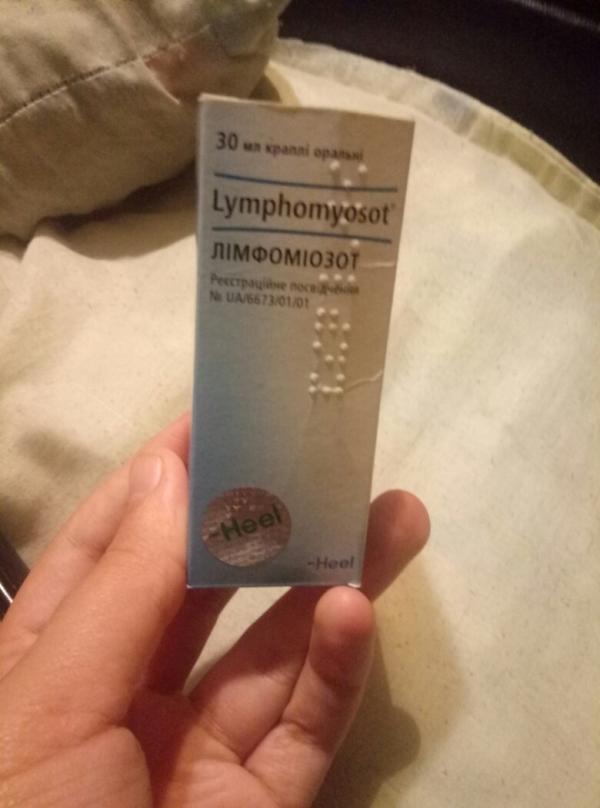 30 мл краплі оральні
Lymphomyosot®
ЛІМФОМІОЗОТ
Реєстраційне посвідчення
№ UA/6673/01/01
-Heel
-Heel